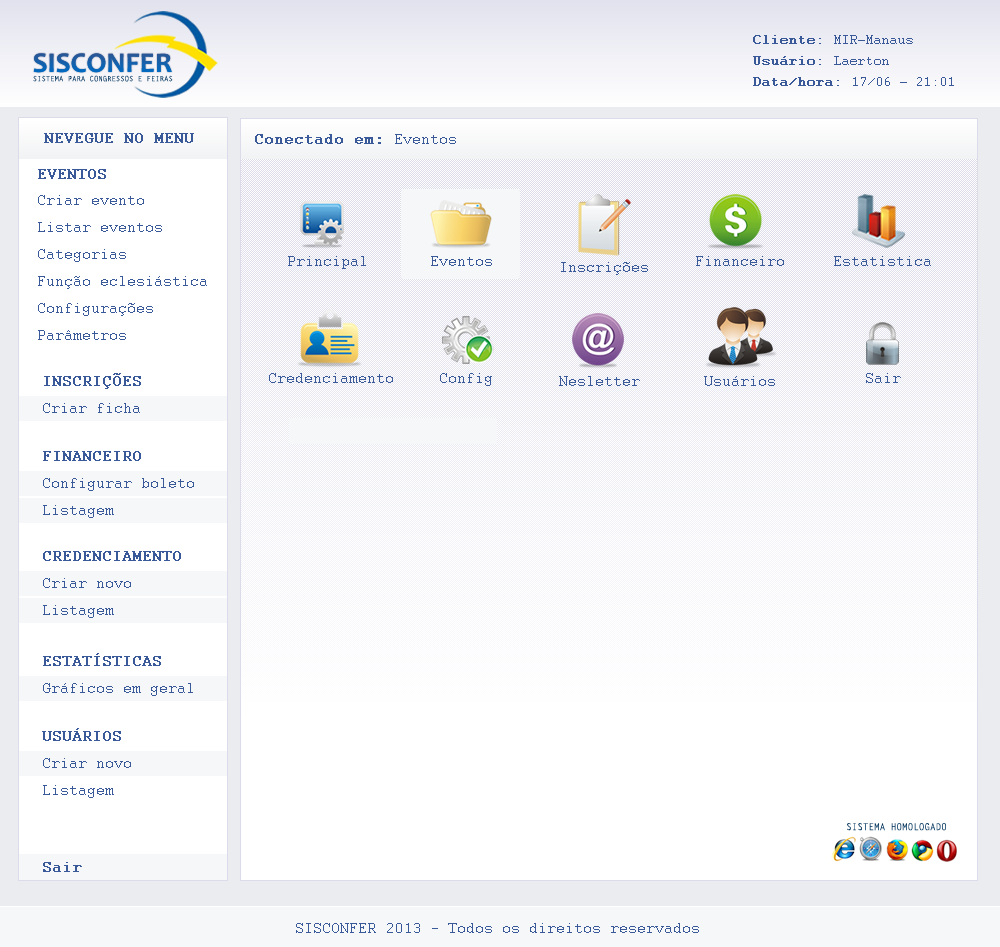 SISCONFER
SISTEMA PARA CONGRESSOS E FEIRAS
Cliente: MIR-Manaus
Usuário: Laerton
Data/hora: 17/06 - 21:01
NEVEGUE NO MENU
EVENTOS
Criar evento
Listar eventos
Categorias
Função eclesiástica
Configurações
Parâmetros
INSCRIÇÕES
Criar ficha
FINANCEIRO
Configurar boleto
Listagem
CREDENCIAMENTO
Criar novo
Listagem
ESTATÍSTICAS
Gráficos em geral
USUÁRIOS
Criar novo
Listagem
Sair
Conectado em: Eventos
Principal
Eventos
Inscrições
Financeiro
Estatistica
Credenciamento
Config
Nesletter
Usuários
Sair
SISTEMA HOMOLOGADO
SISCONFER 2013 - Todos os direitos reservados